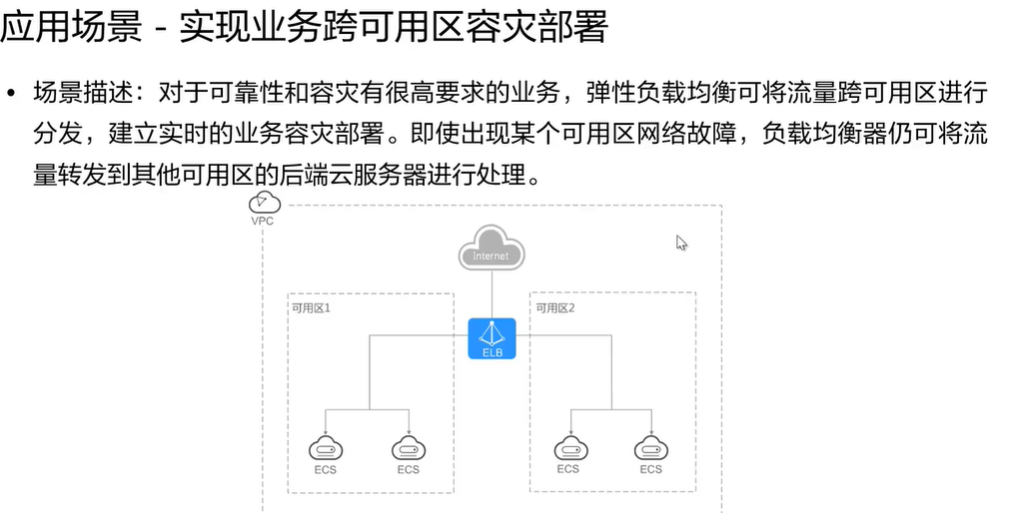 应用场景 - 实现业务跨可用区容灾部署
• 场景描述：对于可靠性和容灾有很高要求的业务，弹性负载均衡可将流量跨可用区进行
分发，建立实时的业务容灾部署。即使出现某个可用区网络故障，负载均衡器仍可将流
量转发到其他可用区的后端云服务器进行处理。
VPC
Internet
可用区1
可用区2
ELB
ECS
ECS
ECS
ECS